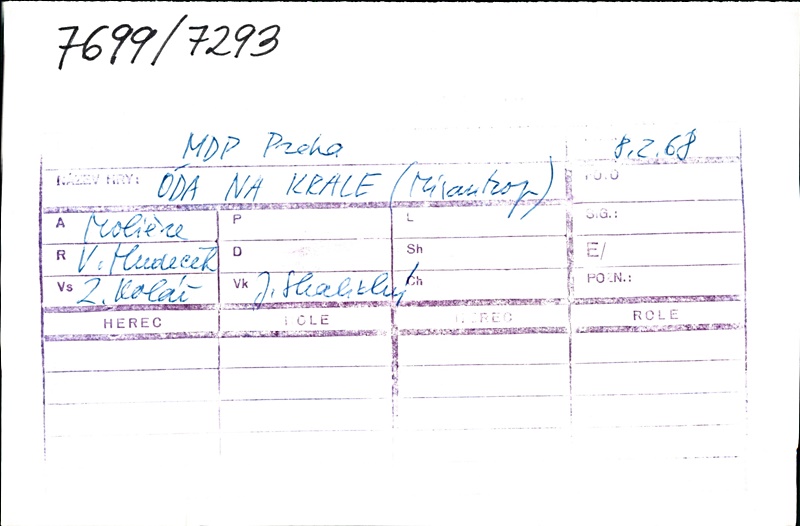 7699/7293
MDP Praha 8.2.68
NÁZEV HRY: ÓDA NA KRÁLE (Misantrop)
A Molière P L S.G.:
R V. Hudeček D Sh E/
Vs Z. Kolář Vk J. Skalický Ch POZN.:
HEREC ROLE HEREC ROLE